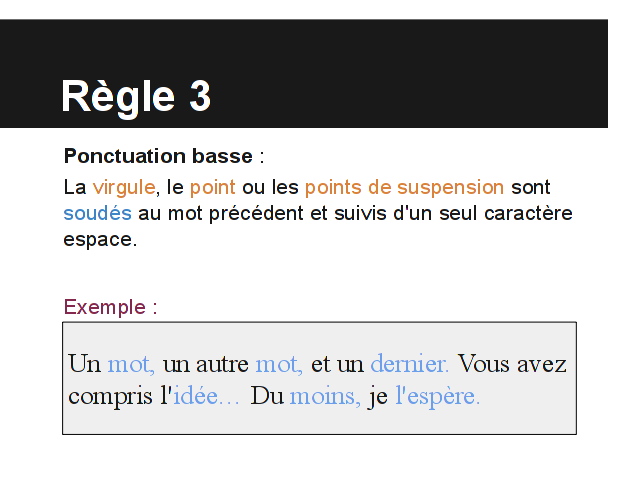 Règle 3
Ponctuation basse :
La virgule, le point ou les points de suspension sont
soudés au mot précédent et suivis d'un seul caractère
espace.
Exemple :
Un mot, un autre mot, et un dernier. Vous avez
compris l'idée… Du moins, je l'espère.